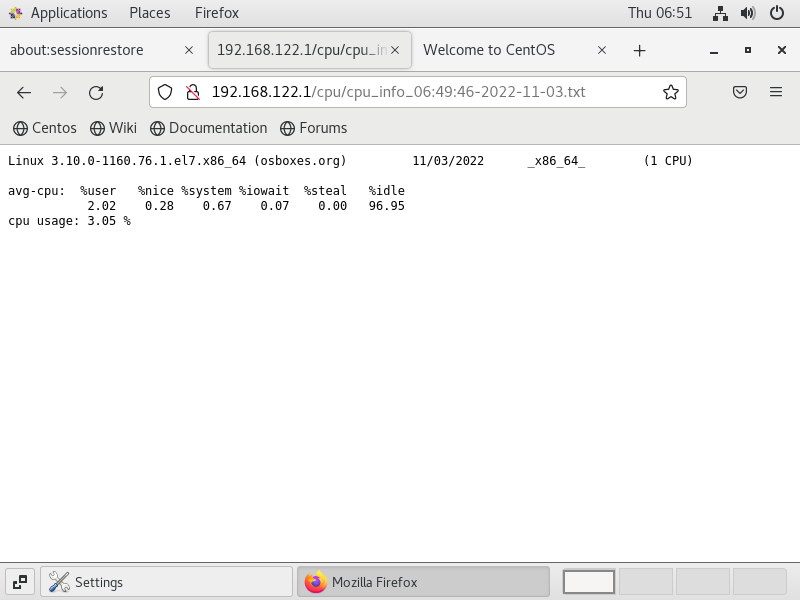 Applications Places Firefox Thu 06:51
about:sessionrestore 192.168.122.1/cpu/cpu_in Welcome to CentOS
192.168.122.1/cpu/cpu_info_06:49:46-2022-11-03.txt
Centos Wiki Documentation Forums
Linux 3.10.0-1160.76.1.el7.x86_64 (osboxes.org) 11/03/2022 _x86_64_ (1 CPU)
avg-cpu: %user %nice %system %iowait %steal %idle
2.02 0.28 0.67 0.07 0.00 96.95
cpu usage: 3.05 %
Settings Mozilla Firefox